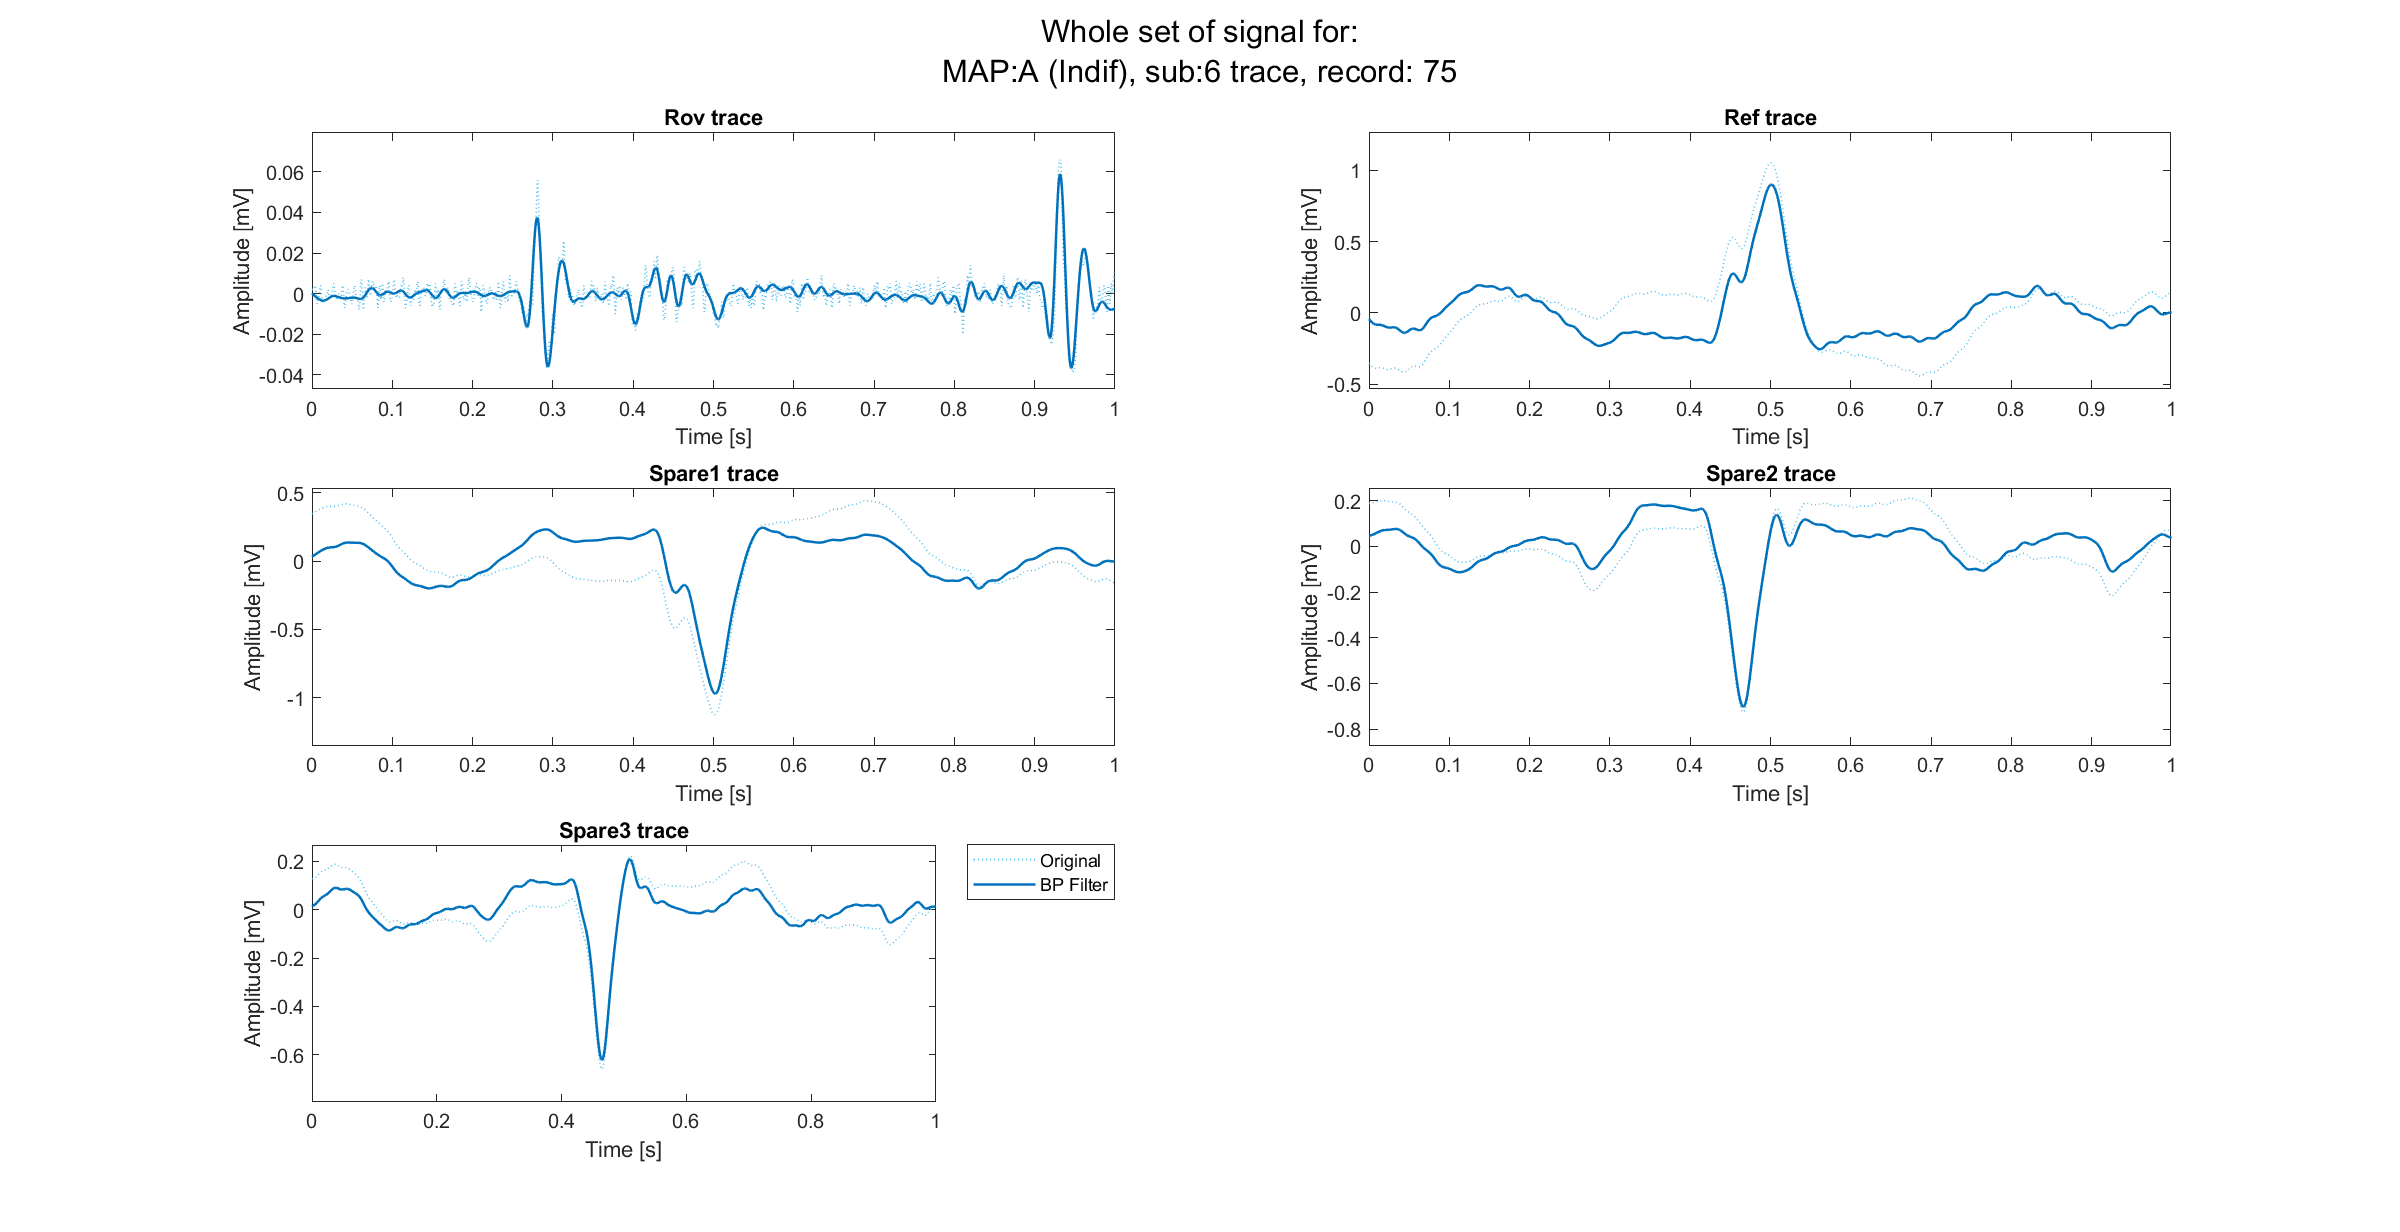 Whole set of signal for:
MAP:A (Indif), sub:6 trace, record: 75
Rov trace
Amplitude [mV]
0.06
0.04
0.02
0
-0.02
-0.04
0 0.1 0.2 0.3 0.4 0.5 0.6 0.7 0.8 0.9 1
Time [s]
Ref trace
Amplitude [mV]
1
0.5
0
-0.5
0 0.1 0.2 0.3 0.4 0.5 0.6 0.7 0.8 0.9 1
Time [s]
Spare1 trace
Amplitude [mV]
0.5
0
-0.5
-1
0 0.1 0.2 0.3 0.4 0.5 0.6 0.7 0.8 0.9 1
Time [s]
Spare2 trace
Amplitude [mV]
0.2
0
-0.2
-0.4
-0.6
-0.8
0 0.1 0.2 0.3 0.4 0.5 0.6 0.7 0.8 0.9 1
Time [s]
Spare3 trace
Amplitude [mV]
0.2
0
-0.2
-0.4
-0.6
0 0.2 0.4 0.6 0.8 1
Time [s]
Original
BP Filter